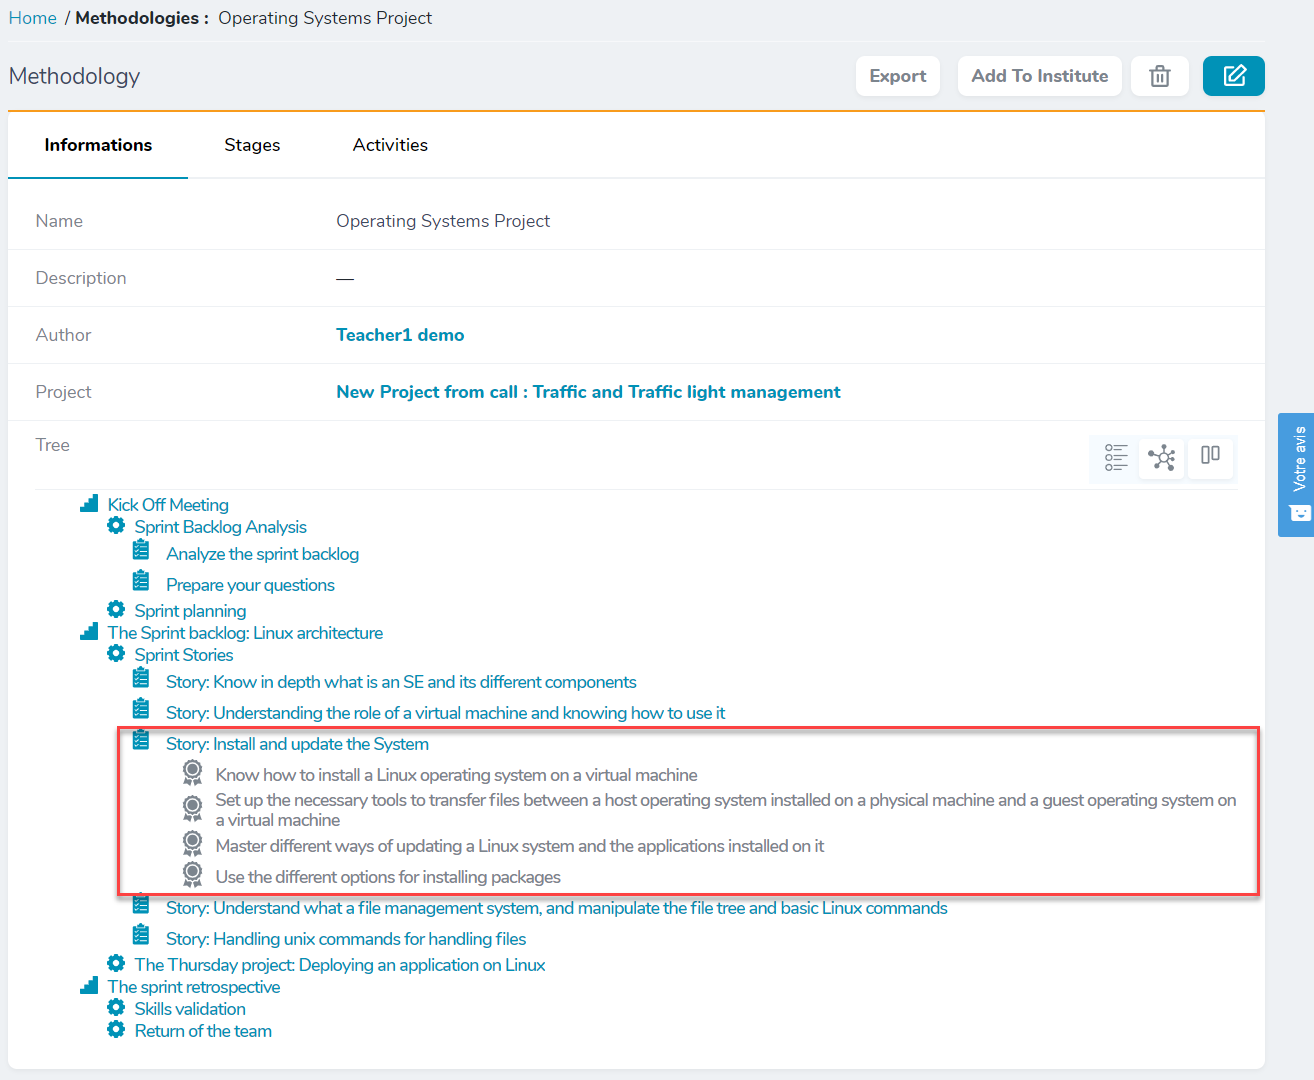 Home / Methodologies : Operating Systems Project
Methodology
Export
Add To Institute
Informations
Stages
Activities
Name
Operating Systems Project
Description
—
Author
Teacher1 demo
Project
New Project from call : Traffic and Traffic light management
Tree
Votre avis
Kick Off Meeting
Sprint Backlog Analysis
Analyze the sprint backlog
Prepare your questions
Sprint planning
The Sprint backlog: Linux architecture
Sprint Stories
Story: Know in depth what is an SE and its different components
Story: Understanding the role of a virtual machine and knowing how to use it
Story: Install and update the System
Know how to install a Linux operating system on a virtual machine
Set up the necessary tools to transfer files between a host operating system installed on a physical machine and a guest operating system on
a virtual machine
Master different ways of updating a Linux system and the applications installed on it
Use the different options for installing packages
Story: Understand what a file management system, and manipulate the file tree and basic Linux commands
Story: Handling unix commands for handling files
The Thursday project: Deploying an application on Linux
The sprint retrospective
Skills validation
Return of the team